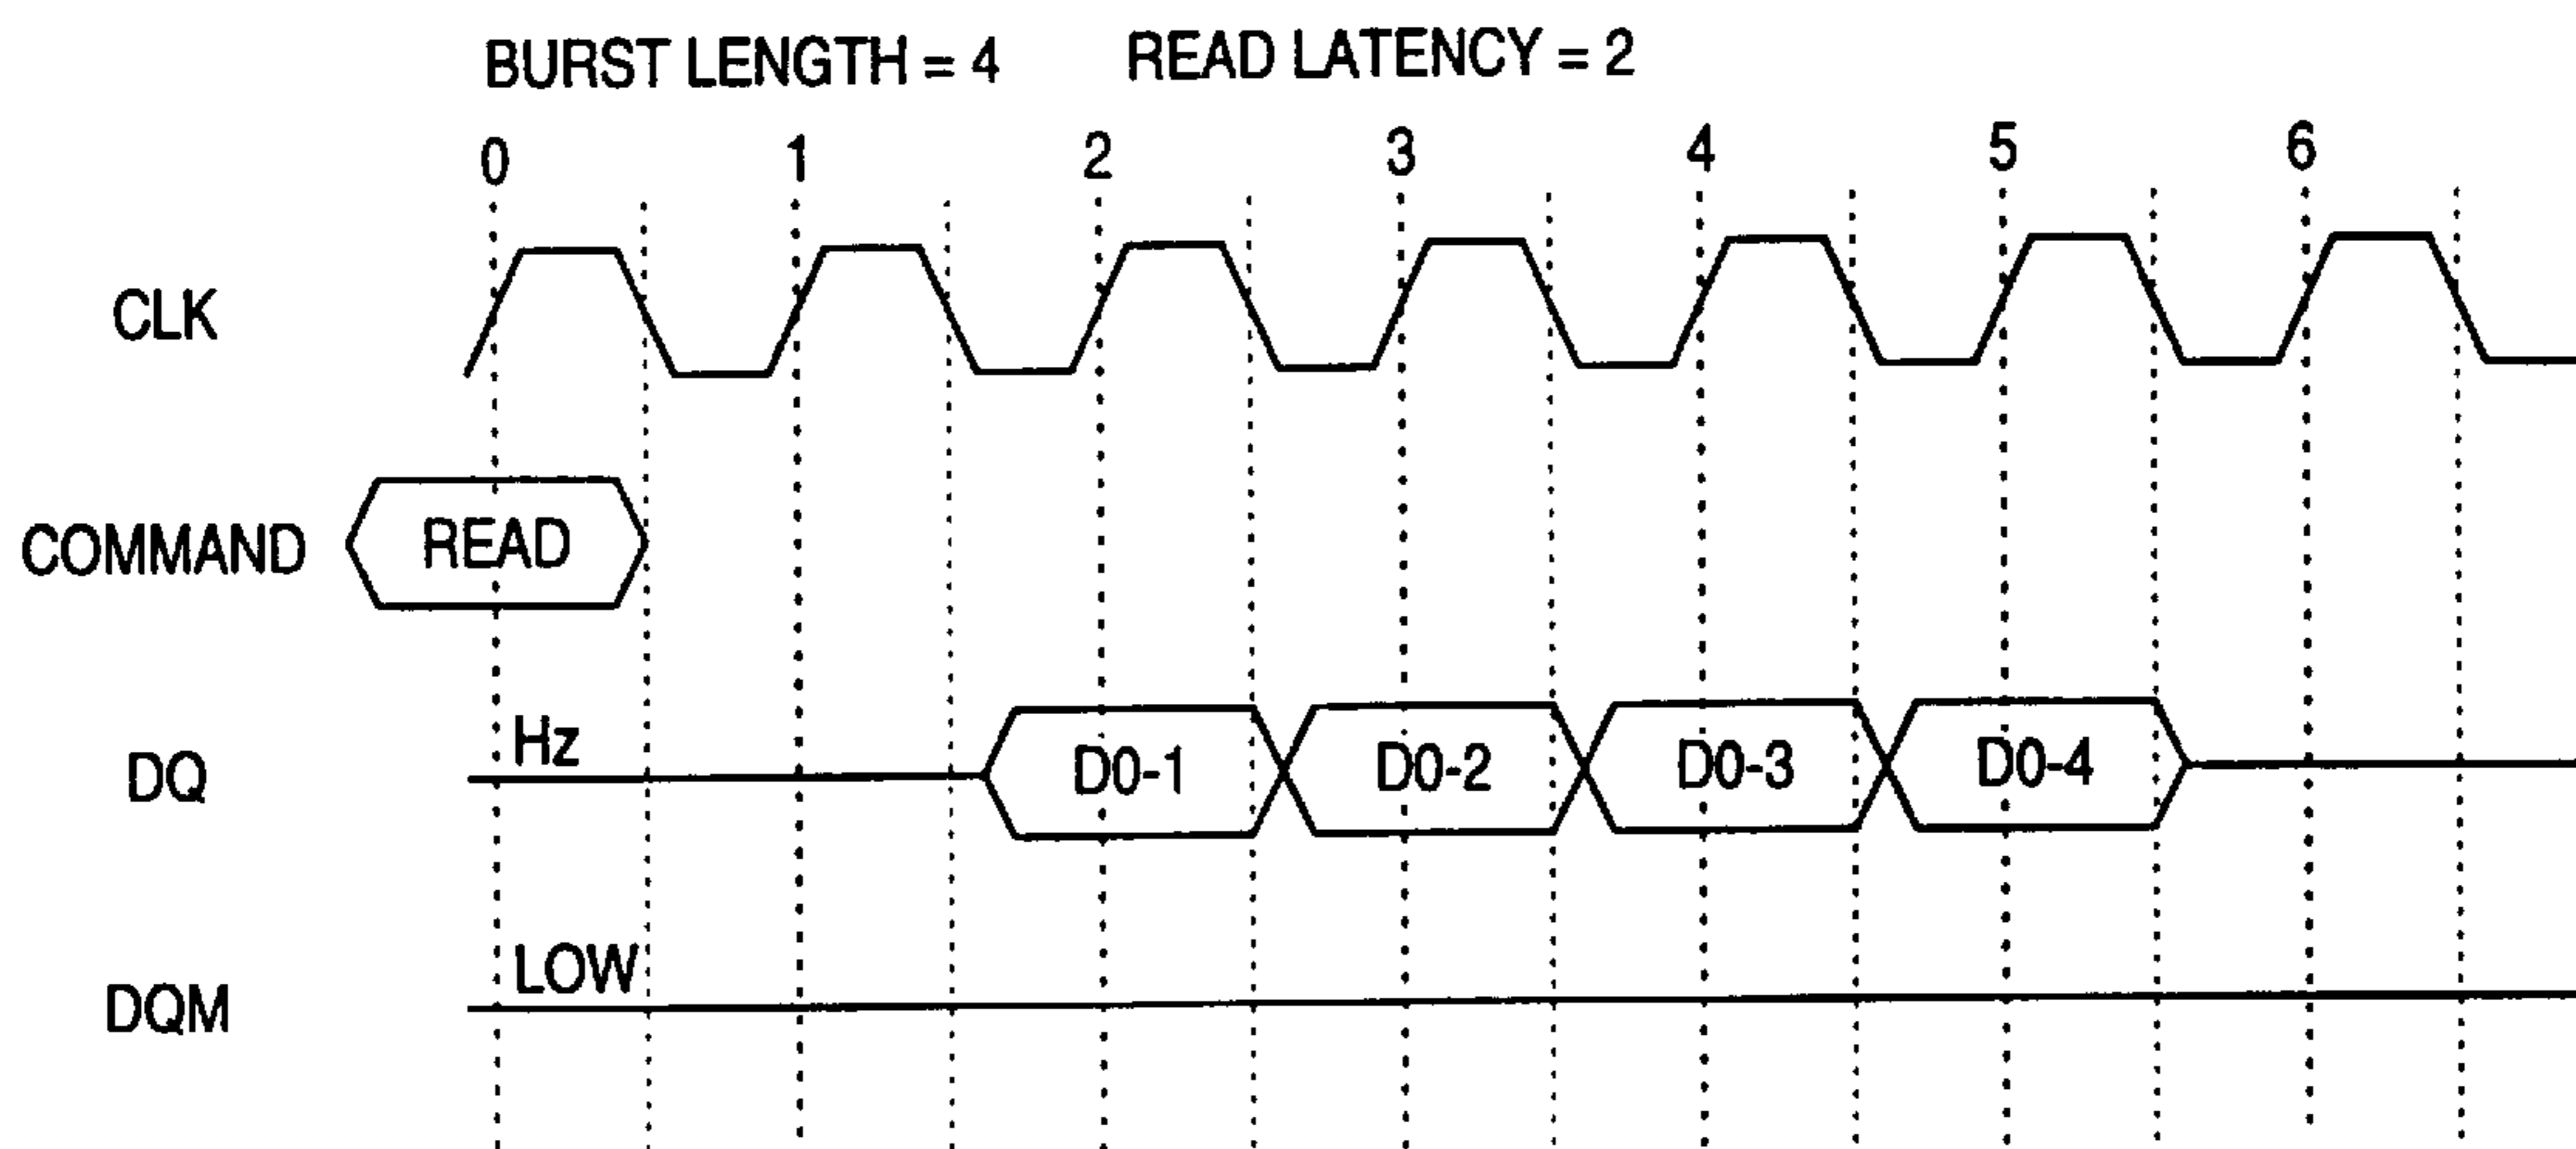 BURST LENGTH = 4 READ LATENCY = 2
0 1 2 3 4 5 6
CLK
COMMAND READ
Hz
DQ D0-1 D0-2 D0-3 D0-4
LOW
DQM